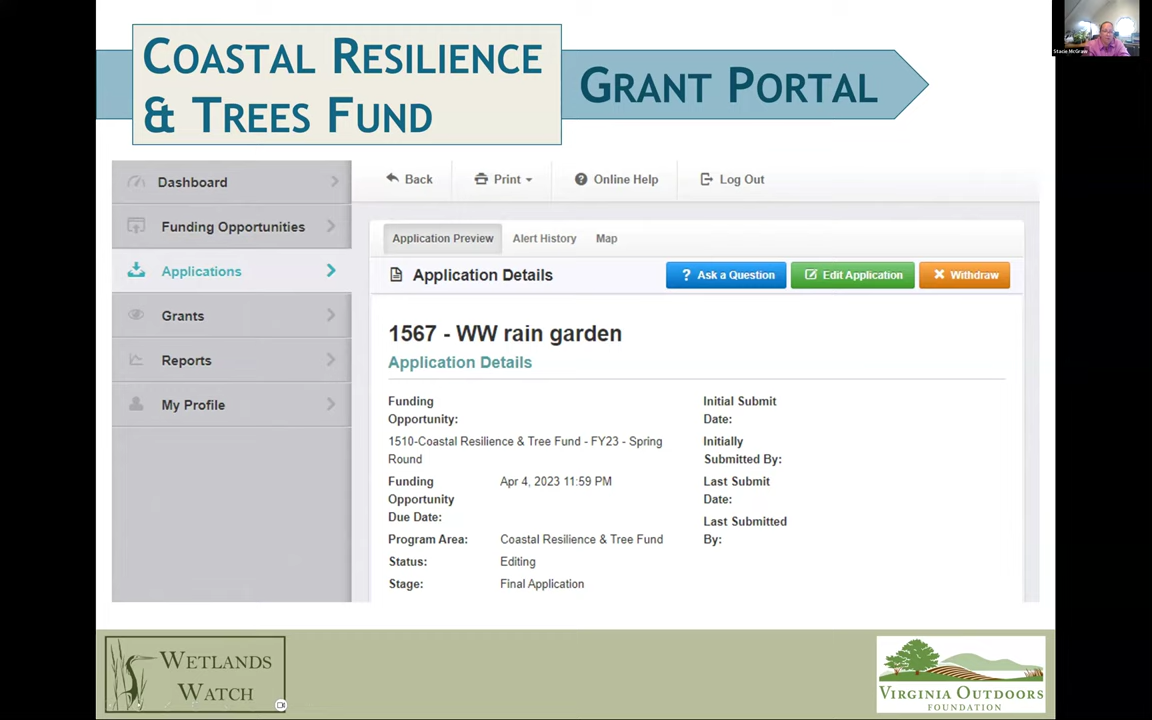 COASTAL RESILIENCE
& TREES FUND
GRANT PORTAL
Stacie McGraw
Dashboard
Funding Opportunities
Applications
Grants
Reports
My Profile
Back
Print
Online Help
Log Out
Application Preview
Alert History
Map
Application Details
? Ask a Question
Edit Application
Withdraw
1567 - WW rain garden
Application Details
Funding
Opportunity:
1510-Coastal Resilience & Tree Fund - FY23 - Spring
Round
Funding
Opportunity
Due Date:
Apr 4, 2023 11:59 PM
Program Area:
Coastal Resilience & Tree Fund
Status:
Editing
Stage:
Final Application
Initial Submit
Date:
Initially
Submitted By:
Last Submit
Date:
Last Submitted
By:
WETLANDS
WATCH
VIRGINIA OUTDOORS
FOUNDATION